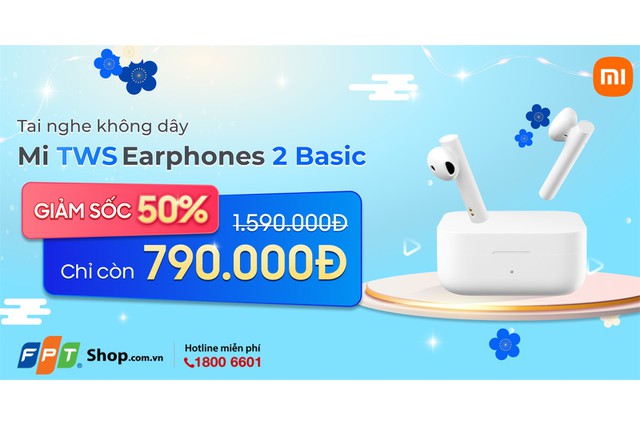 mi
Tai nghe không dây
Mi TWS Earphones 2 Basic
GIẢM SỐC 50%
1.590.000Đ
Chỉ còn 790.000Đ
FPT Shop.com.vn
Hotline miễn phí
1800 6601